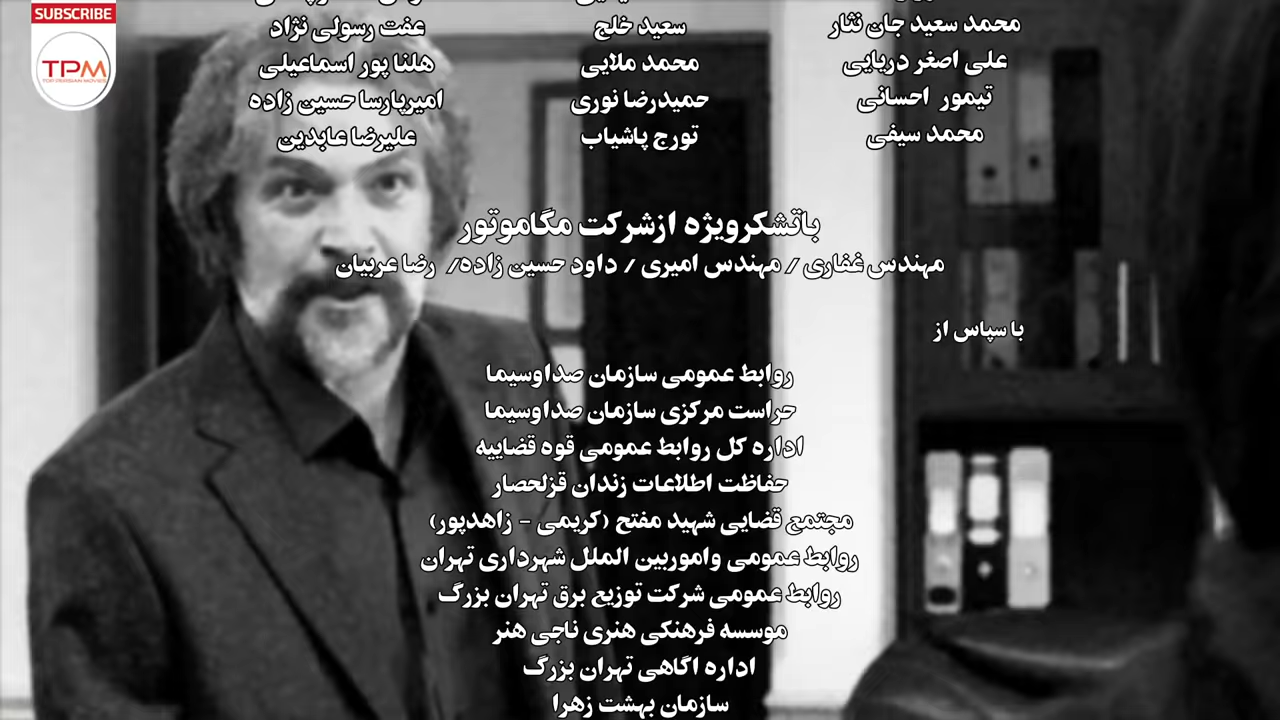 SUBSCRIBE
TPM
TOP PERSIAN MOVIES
محمد سعید جان نثار سعید خلج عفت رسولی نژاد
علی اصغر دریایی محمد ملایی هلنا پور اسماعیلی
تیمور احسانی حمیدرضا نوری امیرپارسا حسین زاده
محمد سیفی تورج پاشیاب علیرضا عابدین
باتشکرویژه ازشرکت مگاموتور
مهندس غفاری / مهندس امیری / داود حسین زاده/ رضا عربیان
با سپاس از
روابط عمومی سازمان صداوسیما
حراست مرکزی سازمان صداوسیما
اداره کل روابط عمومی قوه قضاییه
حفاظت اطلاعات زندان قزلحصار
مجتمع قضایی شهید مفتح (کریمی - زاهدپور)
روابط عمومی واموربین الملل شهرداری تهران
روابط عمومی شرکت توزیع برق تهران بزرگ
موسسه فرهنگی هنری ناجی هنر
اداره اگاهی تهران بزرگ
سازمان بهشت زهرا